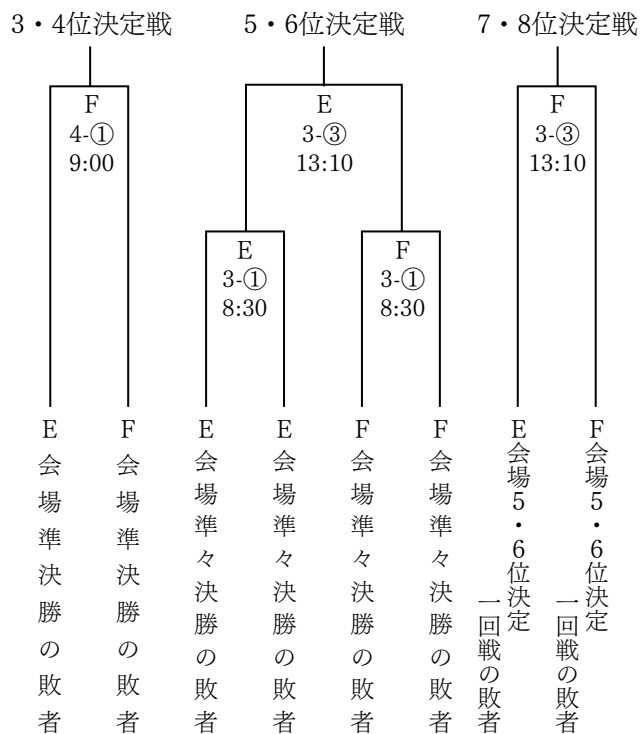 3・4位決定戦
5・6位決定戦
7・8位決定戦
F
4-①
9:00
E
3-③
13:10
F
3-③
13:10
E
3-①
8:30
F
3-①
8:30
E会場準決勝の敗者
F会場準決勝の敗者
E会場準々決勝の敗者
E会場準々決勝の敗者
F会場準々決勝の敗者
F会場準々決勝の敗者
E会場5・6位決定
一回戦の敗者
F会場5・6位決定
一回戦の敗者